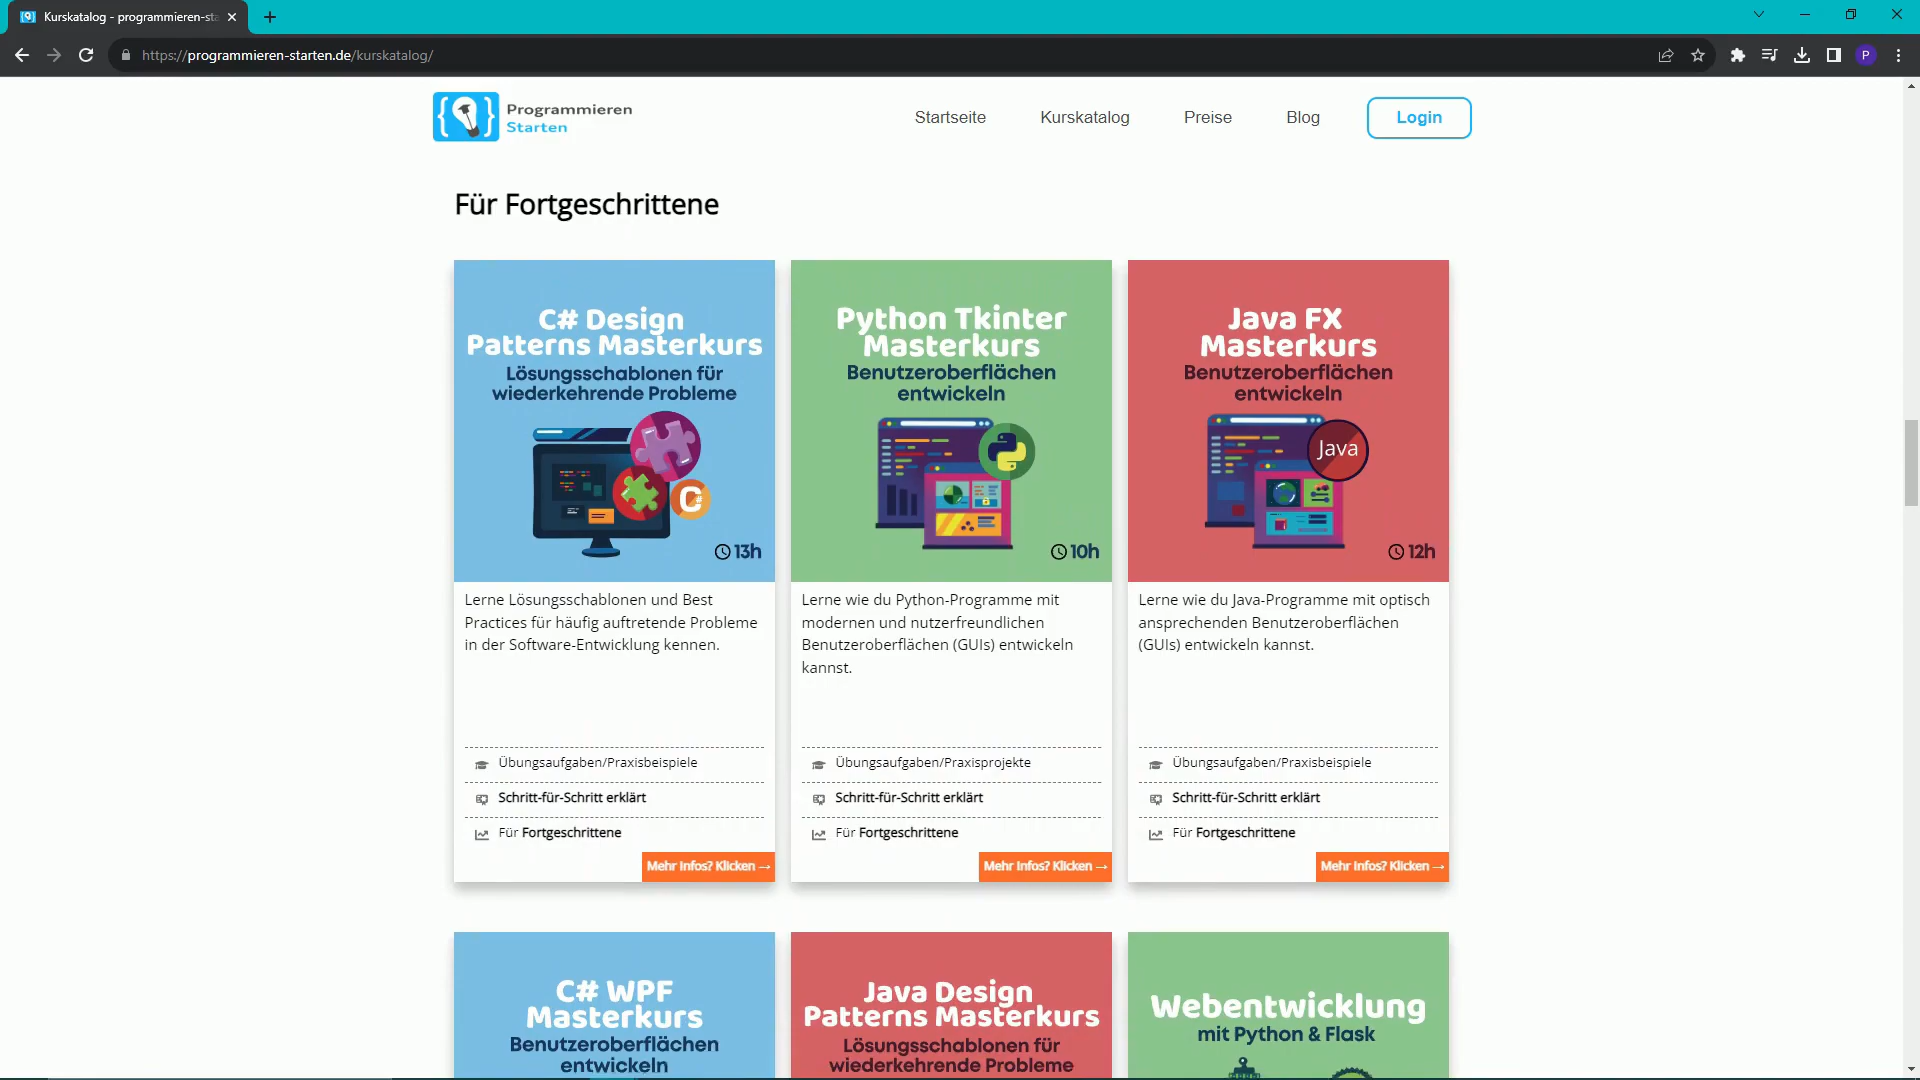 Kurskatalog - programmieren-sta
https://programmieren-starten.de/kurskatalog/
P
Programmieren
Starten
Startseite
Kurskatalog
Preise
Blog
Login
Für Fortgeschrittene
C# Design
Patterns Masterkurs
Lösungsschablonen für
wiederkehrende Probleme
C#
13h
Lerne Lösungsschablonen und Best
Practices für häufig auftretende Probleme
in der Software-Entwicklung kennen.
Übungsaufgaben/Praxisbeispiele
Schritt-für-Schritt erklärt
Für Fortgeschrittene
Mehr Infos? Klicken →
Python Tkinter
Masterkurs
Benutzeroberflächen
entwickeln
10h
Lerne wie du Python-Programme mit
modernen und nutzerfreundlichen
Benutzeroberflächen (GUIs) entwickeln
kannst.
Übungsaufgaben/Praxisprojekte
Schritt-für-Schritt erklärt
Für Fortgeschrittene
Mehr Infos? Klicken →
Java FX
Masterkurs
Benutzeroberflächen
entwickeln
Java
12h
Lerne wie du Java-Programme mit optisch
ansprechenden Benutzeroberflächen
(GUIs) entwickeln kannst.
Übungsaufgaben/Praxisbeispiele
Schritt-für-Schritt erklärt
Für Fortgeschrittene
Mehr Infos? Klicken →
C# WPF
Masterkurs
Benutzeroberflächen
entwickeln
Java Design
Patterns Masterkurs
Lösungsschablonen für
wiederkehrende Probleme
Webentwicklung
mit Python & Flask